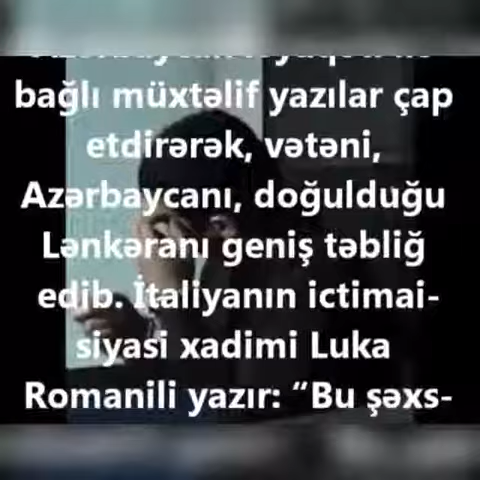 bağlı müxtəlif yazılar çap
etdirərək, vətəni,
Azərbaycanı, doğulduğu
Lənkəranı geniş təbliğ
edib. İtaliyanın ictimai-
siyasi xadimi Luka
Romanili yazır: “Bu şəxs-